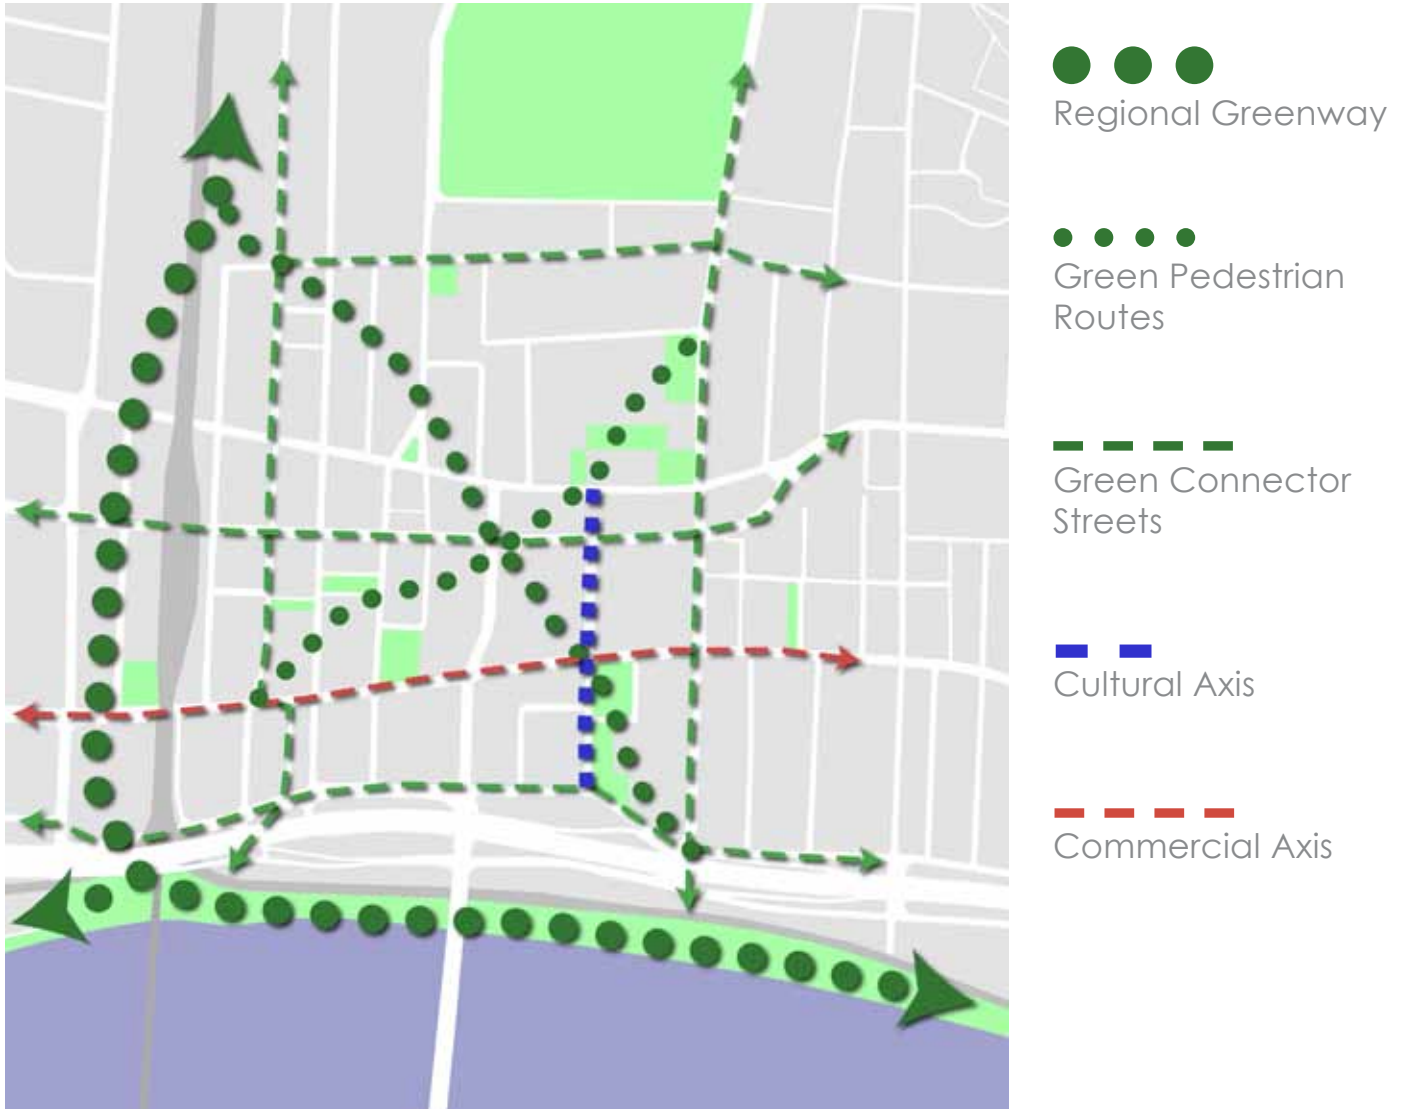 Regional Greenway
Green Pedestrian
Routes
Green Connector
Streets
Cultural Axis
Commercial Axis